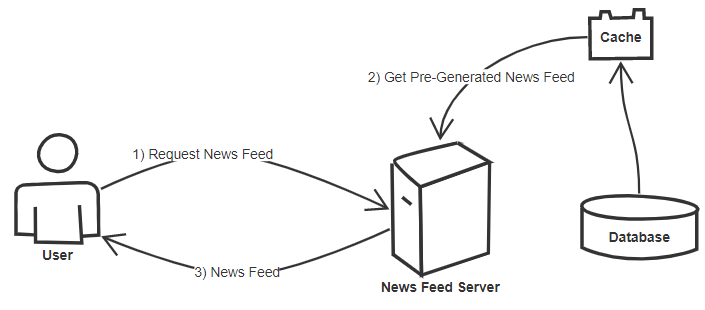 Cache
2) Get Pre-Generated News Feed
1) Request News Feed
Database
User
3) News Feed
News Feed Server